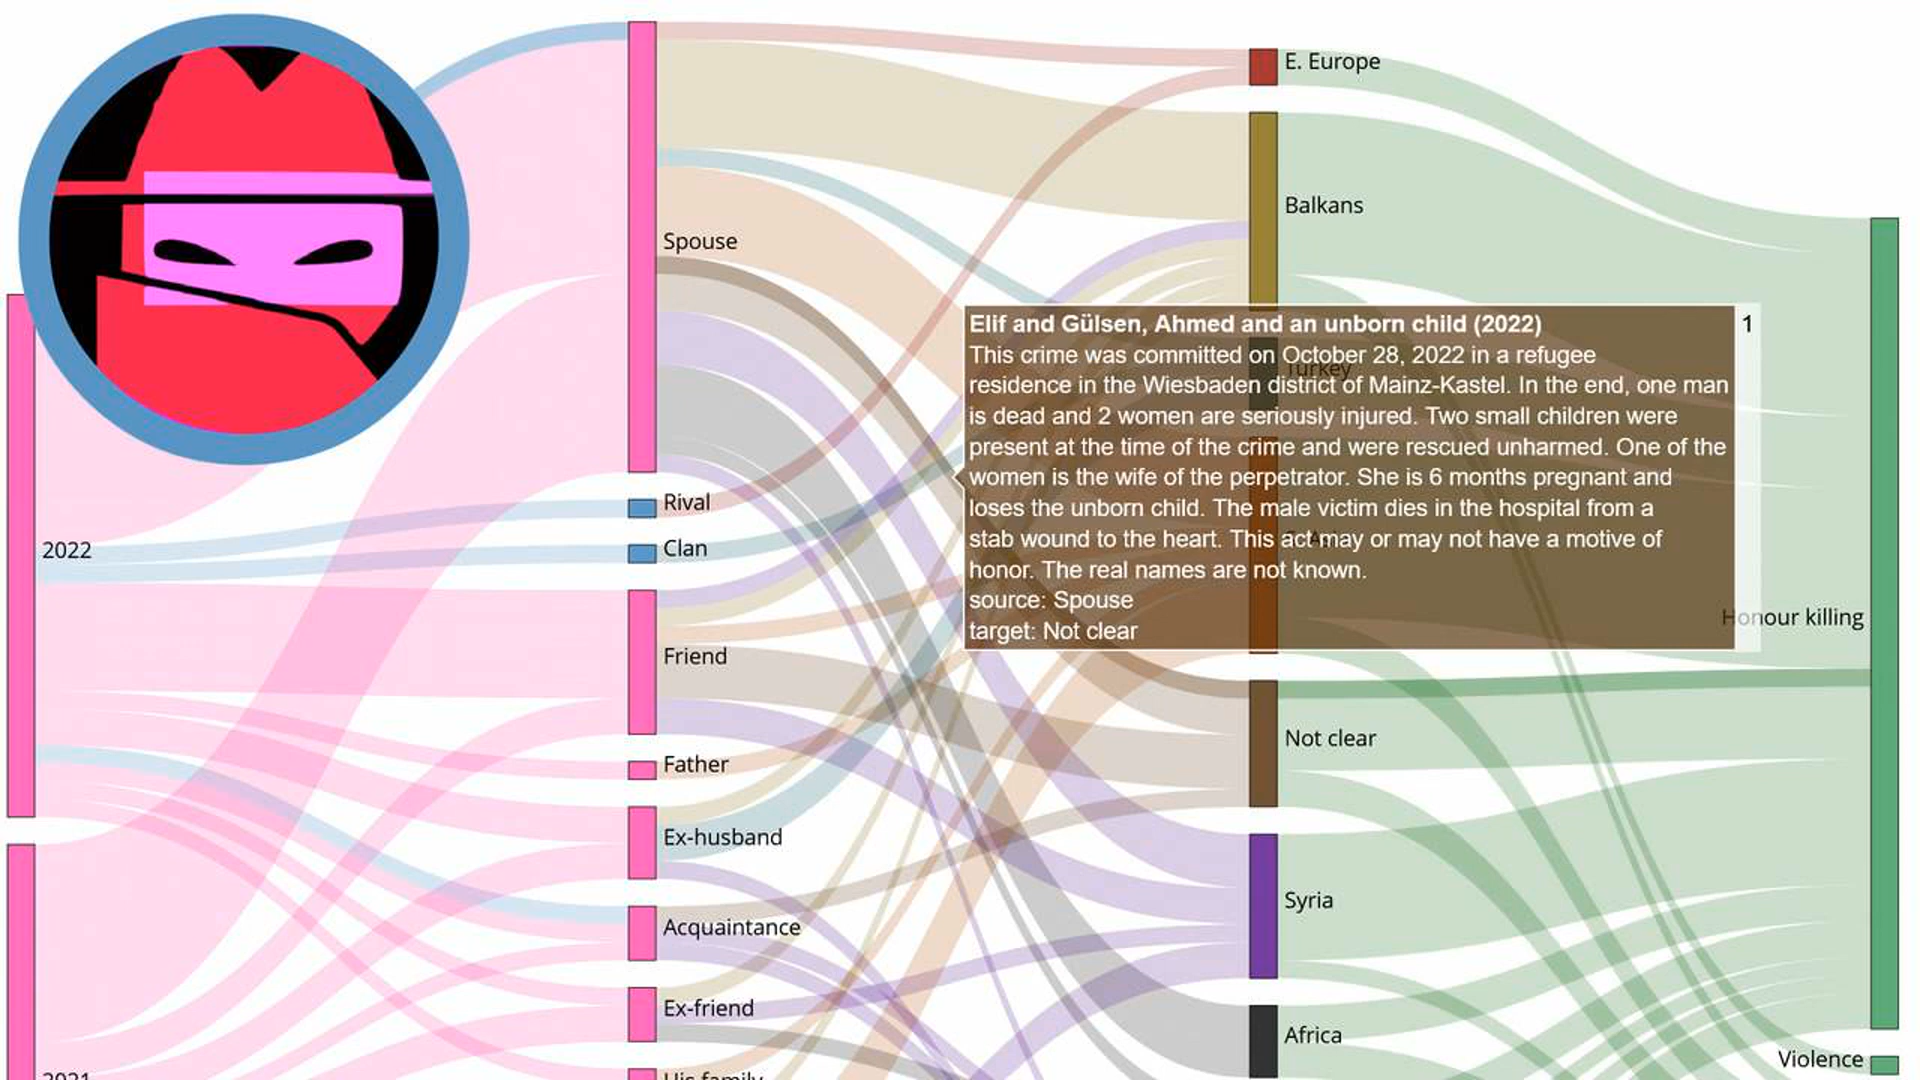 E. Europe
Balkans
Spouse
Elif and Gülsen, Ahmed and an unborn child (2022)
1
This crime was committed on October 28, 2022 in a refugee
residence in the Wiesbaden district of Mainz-Kastel. In the end, one man
is dead and 2 women are seriously injured. Two small children were
present at the time of the crime and were rescued unharmed. One of the
women is the wife of the perpetrator. She is 6 months pregnant and
loses the unborn child. The male victim dies in the hospital from a
stab wound to the heart. This act may or may not have a motive of
honor. The real names are not known.
source: Spouse
target: Not clear
Turkey
Rival
Clan
2022
Honour killing
Friend
Not clear
Father
Ex-husband
Syria
Acquaintance
Ex-friend
Africa
Violence
2021
His family